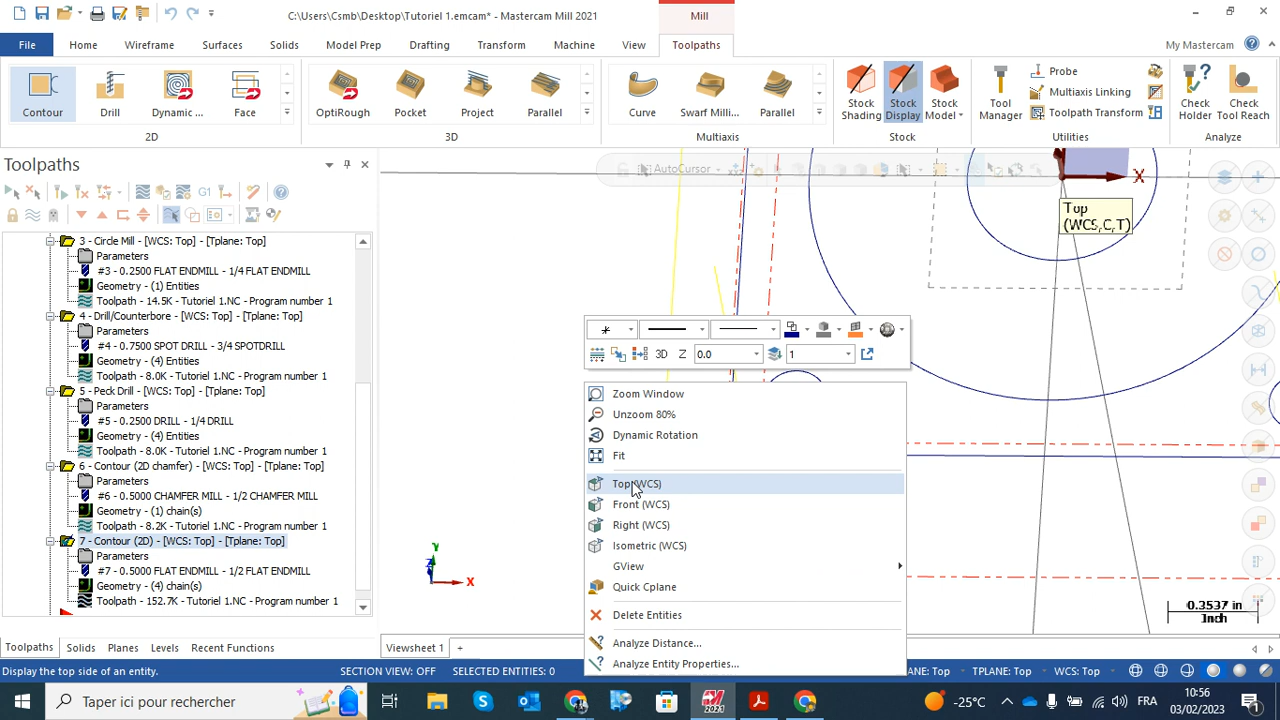 C:\Users\Csmb\Desktop\Tutoriel 1.emcam* - Mastercam Mill 2021
Mill
File
Home
Wireframe
Surfaces
Solids
Model Prep
Drafting
Transform
Machine
View
Toolpaths
My Mastercam
Contour
Drill
Dynamic ...
Face
OptiRough
Pocket
Project
Parallel
Curve
Swarf Milli...
Parallel
Stock Shading
Stock Display
Stock Model
Tool Manager
Probe
Multiaxis Linking
Toolpath Transform
Check Holder
Check Tool Reach
2D
3D
Multiaxis
Stock
Utilities
Analyze
Toolpaths
G1
3 - Circle Mill - [WCS: Top] - [Tplane: Top]
Parameters
#3 - 0.2500 FLAT ENDMILL - 1/4 FLAT ENDMILL
Geometry - (1) Entities
Toolpath - 14.5K - Tutoriel 1.NC - Program number 1
4 - Drill/Counterbore - [WCS: Top] - [Tplane: Top]
Parameters
#4 - 0.7500 SPOT DRILL - 3/4 SPOTDRILL
Geometry - (4) Entities
Toolpath - 8.0K - Tutoriel 1.NC - Program number 1
5 - Peck Drill - [WCS: Top] - [Tplane: Top]
Parameters
#5 - 0.2500 DRILL - 1/4 DRILL
Geometry - (4) Entities
Toolpath - 8.0K - Tutoriel 1.NC - Program number 1
6 - Contour (2D chamfer) - [WCS: Top] - [Tplane: Top]
Parameters
#6 - 0.5000 CHAMFER MILL - 1/2 CHAMFER MILL
Geometry - (1) chain(s)
Toolpath - 8.2K - Tutoriel 1.NC - Program number 1
7 - Contour (2D) - [WCS: Top] - [Tplane: Top]
Parameters
#7 - 0.5000 FLAT ENDMILL - 1/2 FLAT ENDMILL
Geometry - (4) chain(s)
Toolpath - 152.7K - Tutoriel 1.NC - Program number 1
AutoCursor
X
Top
(WCS,C,T)
3D
Z
0.0
1
Zoom Window
Unzoom 80%
Dynamic Rotation
Fit
Top (WCS)
Front (WCS)
Right (WCS)
Isometric (WCS)
GView
Quick Cplane
Delete Entities
Analyze Distance...
Analyze Entity Properties...
Y
Z
X
0.3537 in
Inch
Toolpaths
Solids
Planes
Levels
Recent Functions
Viewsheet 1
+
Display the top side of an entity.
SECTION VIEW: OFF
SELECTED ENTITIES: 0
LANE: Top
TPLANE: Top
WCS: Top
Taper ici pour rechercher
2021
-25°C
FRA
10:56
03/02/2023
1